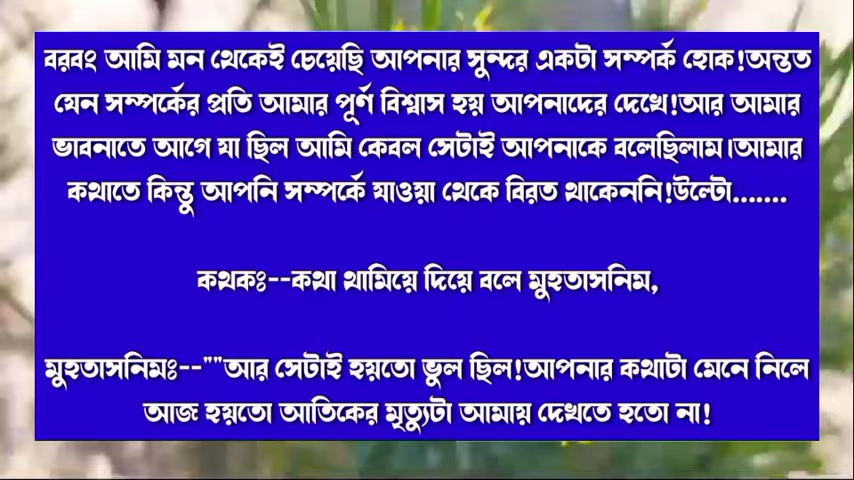 বরবং আমি মন থেকেই চেয়েছি আপনার সুন্দর একটা সম্পর্ক হোক!অন্তত
যেন সম্পর্কের প্রতি আমার পূর্ণ বিশ্বাস হয় আপনাদের দেখে!আর আমার
ভাবনাতে আগে যা ছিল আমি কেবল সেটাই আপনাকে বলেছিলাম।আমার
কথাতে কিন্তু আপনি সম্পর্কে যাওয়া থেকে বিরত থাকেননি!উল্টো.......
কথকঃ--কথা থামিয়ে দিয়ে বলে মুহতাসনিম,
মুহতাসনিমঃ--""আর সেটাই হয়তো ভুল ছিল!আপনার কথাটা মেনে নিলে
আজ হয়তো আতিকের মৃত্যুটা আমায় দেখতে হতো না!